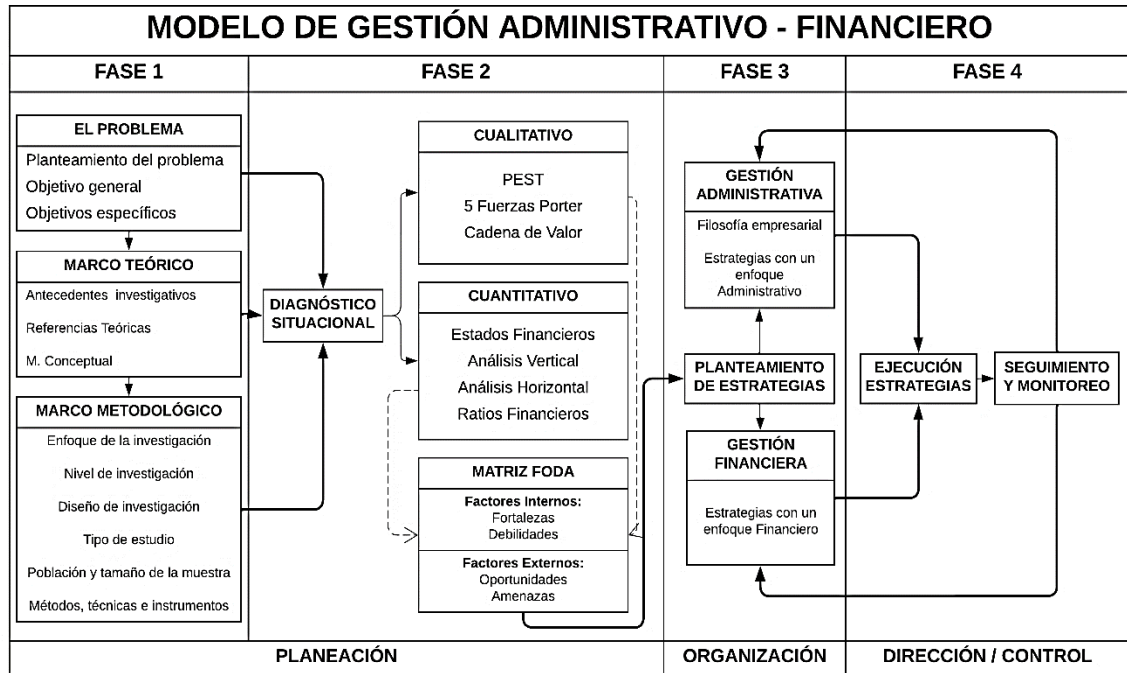 MODELO DE GESTIÓN ADMINISTRATIVO - FINANCIERO
FASE 1
FASE 2
FASE 3
FASE 4
EL PROBLEMA
Planteamiento del problema
Objetivo general
Objetivos específicos
MARCO TEÓRICO
Antecedentes investigativos
Referencias Teóricas
M. Conceptual
MARCO METODOLÓGICO
Enfoque de la investigación
Nivel de investigación
Diseño de investigación
Tipo de estudio
Población y tamaño de la muestra
Métodos, técnicas e instrumentos
DIAGNÓSTICO
SITUACIONAL
CUALITATIVO
PEST
5 Fuerzas Porter
Cadena de Valor
CUANTITATIVO
Estados Financieros
Análisis Vertical
Análisis Horizontal
Ratios Financieros
MATRIZ FODA
Factores Internos:
Fortalezas
Debilidades
Factores Externos:
Oportunidades
Amenazas
GESTIÓN
ADMINISTRATIVA
Filosofía empresarial
Estrategias con un
enfoque
Administrativo
PLANTEAMIENTO
DE ESTRATEGIAS
GESTIÓN
FINANCIERA
Estrategias con un
enfoque Financiero
EJECUCIÓN
ESTRATEGIAS
SEGUIMIENTO
Y MONITOREO
PLANEACIÓN
ORGANIZACIÓN
DIRECCIÓN / CONTROL